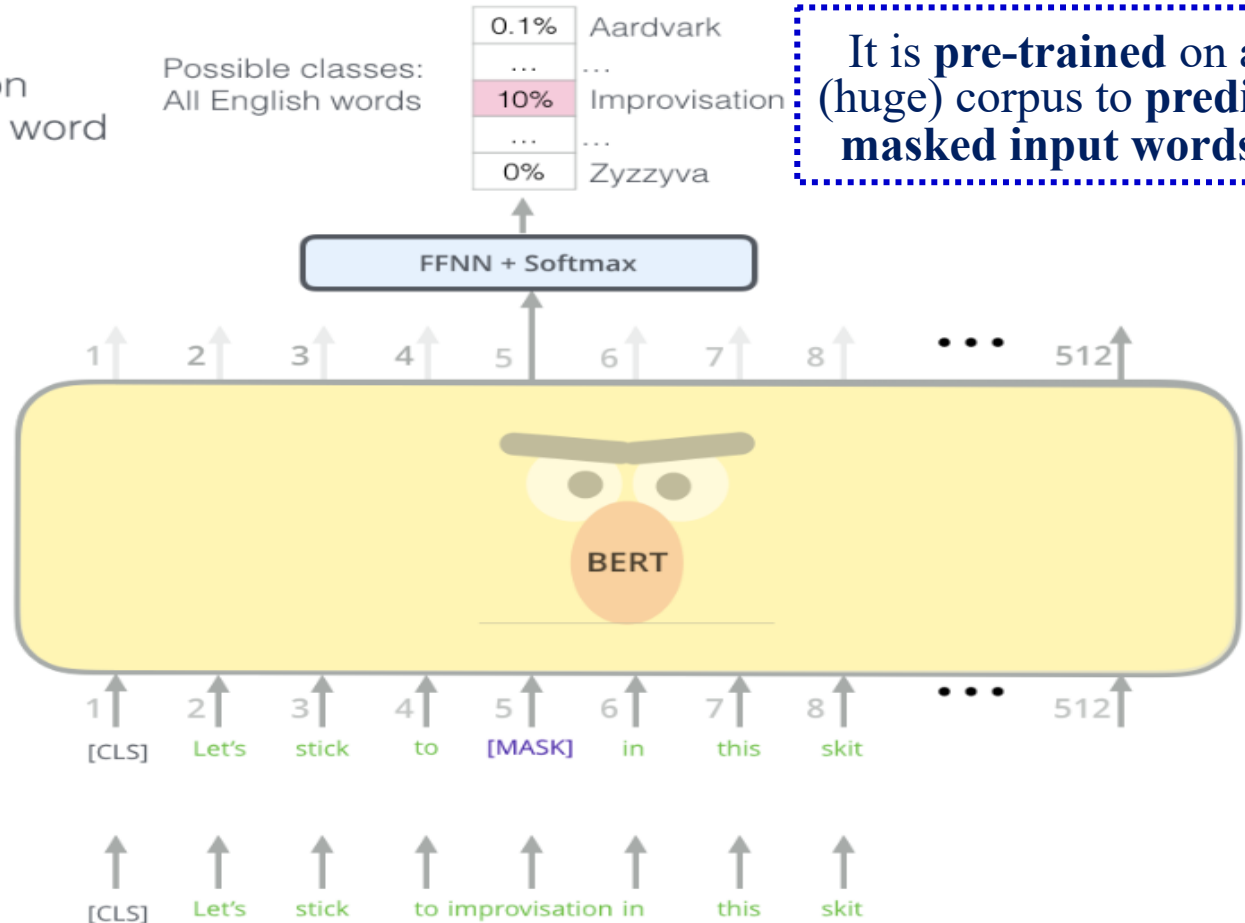 on
word
Possible classes:
All English words
0.1% Aardvark
... ...
10% Improvisation
... ...
0% Zyzzyva
It is pre-trained on a
(huge) corpus to predi
masked input words
FFNN + Softmax
1 2 3 4 5 6 7 8 ... 512
BERT
1 2 3 4 5 6 7 8 ... 512
[CLS] Let's stick to [MASK] in this skit
[CLS] Let's stick to improvisation in this skit